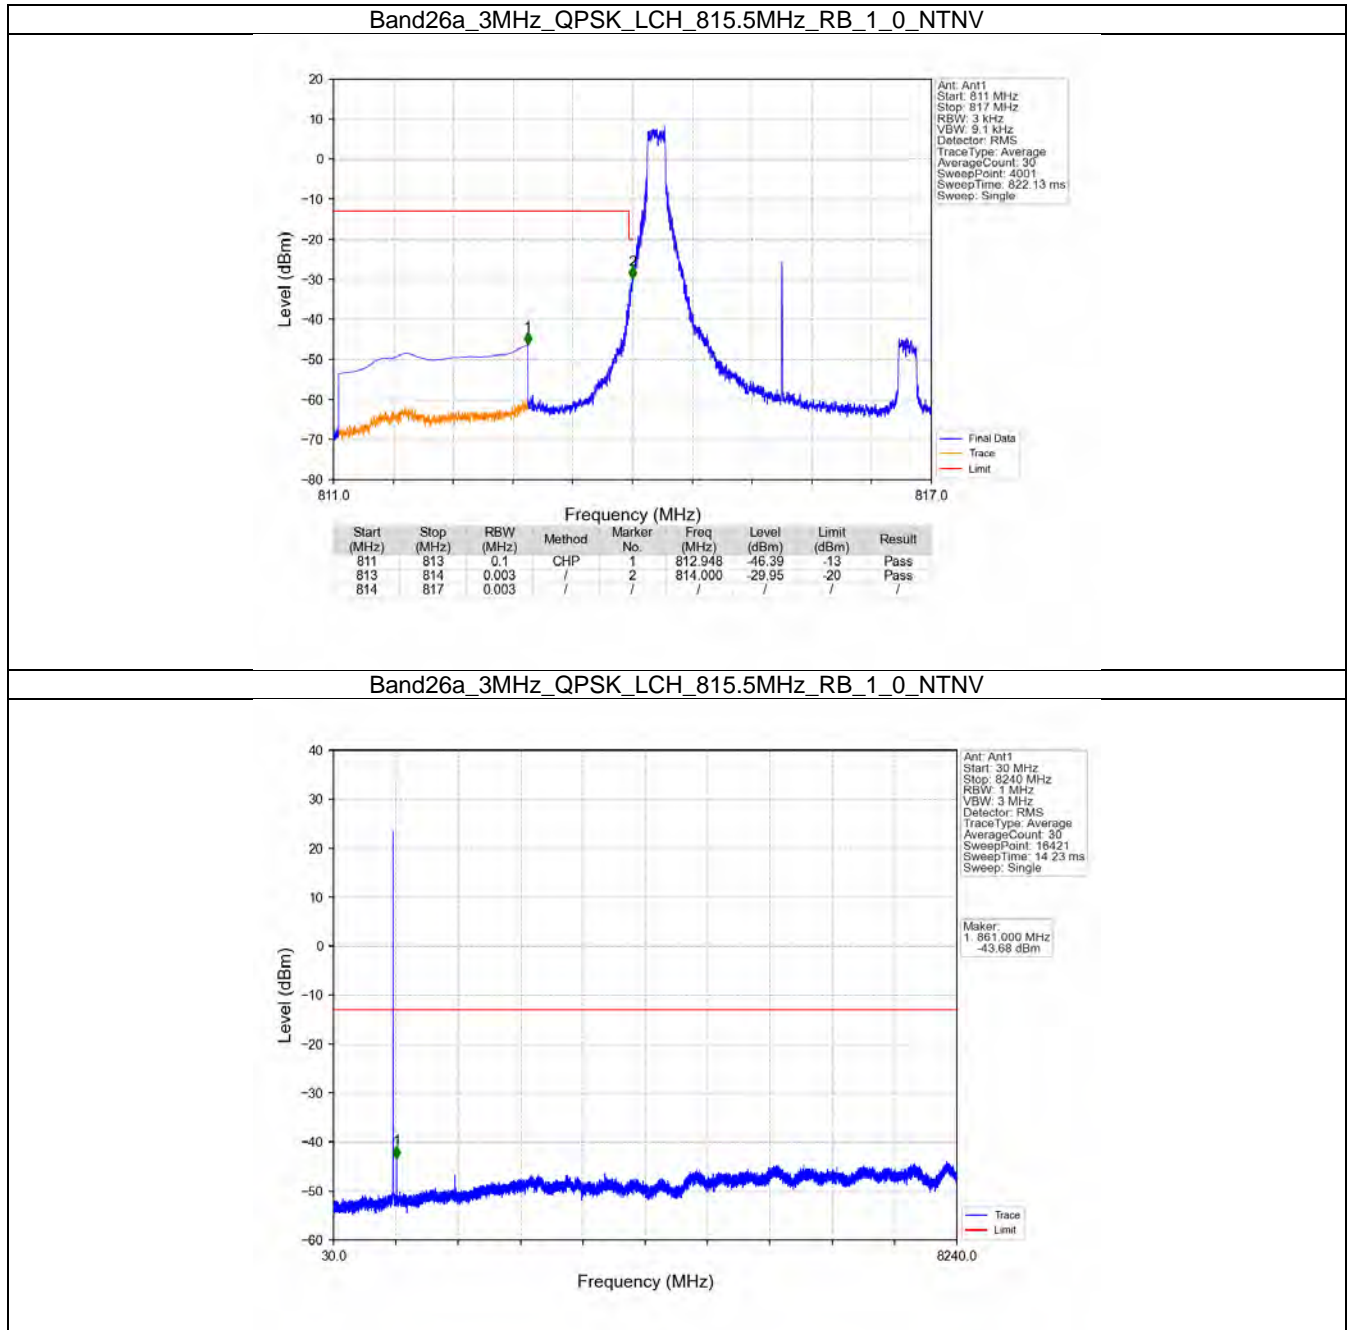 Band26a_3MHz_QPSK_LCH_815.5MHz_RB_1_0_NTNV
20
10
0
−10
−20
−30
−40
−50
−60
−70
−80
Level (dBm)
1
2
811.0
817.0
Frequency (MHz)
Ant: Ant1
Start: 811 MHz
Stop: 817 MHz
RBW: 3 kHz
VBW: 9.1 kHz
Detector: RMS
TraceType: Average
AverageCount: 30
SweepPoint: 4001
SweepTime: 822.13 ms
Sweep: Single
Final Data
Trace
Limit
Start (MHz) Stop (MHz) RBW (MHz) Method Marker No. Freq (MHz) Level (dBm) Limit (dBm) Result
811 813 0.1 CHP 1 812.948 -46.39 -13 Pass
813 814 0.003 / 2 814.000 -29.95 -20 Pass
814 817 0.003 / / / / / /
Band26a_3MHz_QPSK_LCH_815.5MHz_RB_1_0_NTNV
40
30
20
10
0
−10
−20
−30
−40
−50
−60
Level (dBm)
1
30.0
8240.0
Frequency (MHz)
Ant: Ant1
Start: 30 MHz
Stop: 8240 MHz
RBW: 1 MHz
VBW: 3 MHz
Detector: RMS
TraceType: Average
AverageCount: 30
SweepPoint: 16421
SweepTime: 14.23 ms
Sweep: Single
Maker:
1. 861.000 MHz
-43.68 dBm
Trace
Limit